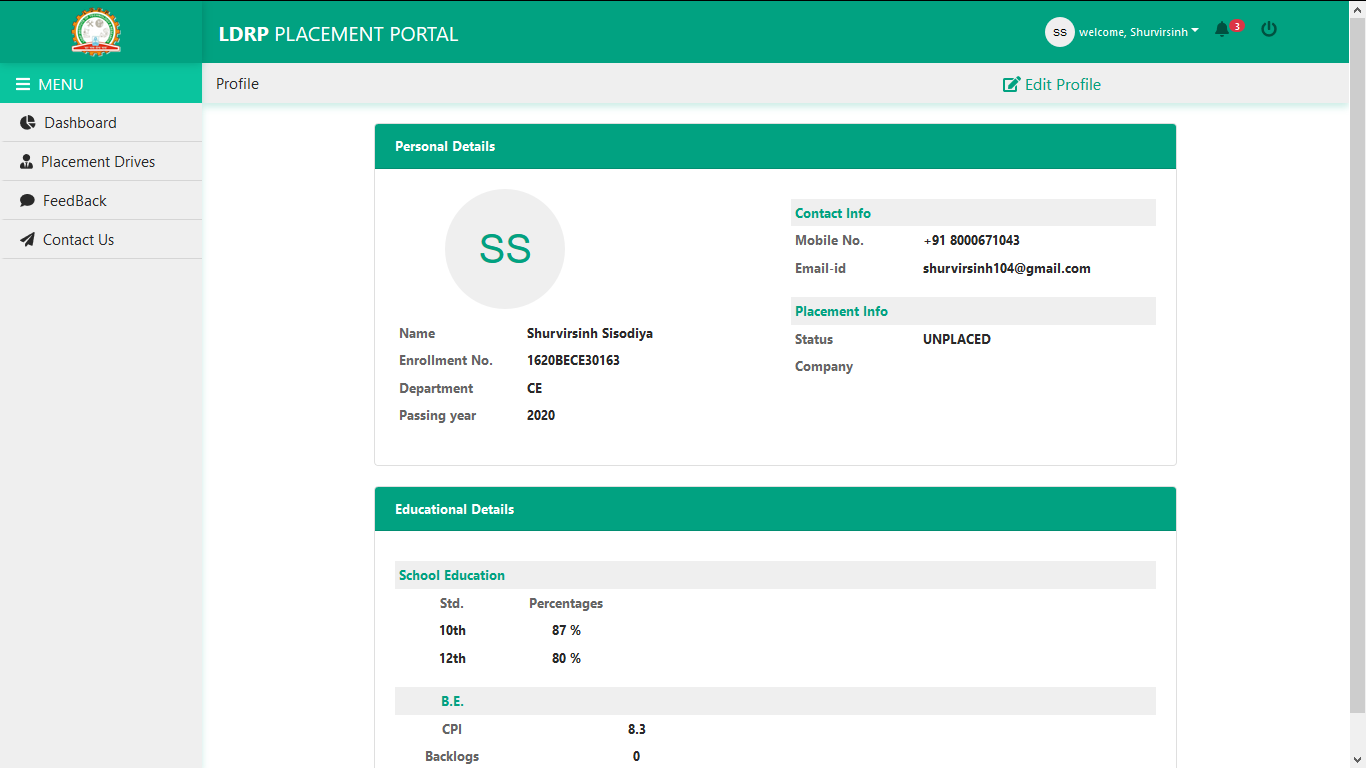 LDRP PLACEMENT PORTAL
SS welcome, Shurvirsinh 3
MENU
Profile
Edit Profile
Dashboard
Placement Drives
FeedBack
Contact Us
Personal Details
SS
Name Shurvirsinh Sisodiya
Enrollment No. 1620BECE30163
Department CE
Passing year 2020
Contact Info
Mobile No. +91 8000671043
Email-id shurvirsinh104@gmail.com
Placement Info
Status UNPLACED
Company
Educational Details
School Education
Std. Percentages
10th 87 %
12th 80 %
B.E.
CPI 8.3
Backlogs 0